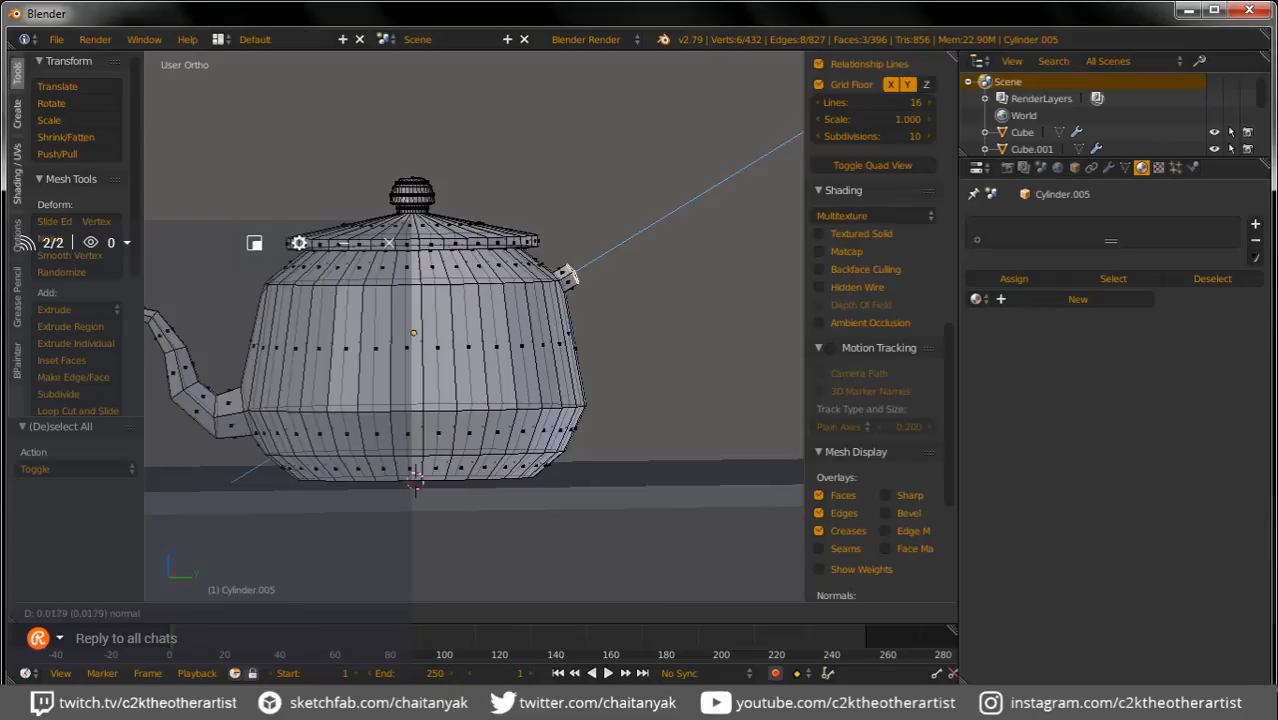 Blender
File Render Window Help Default Scene Blender Render v2.79 | Verts:6/432 | Edges:8/827 | Faces:3/396 | Tris:856 | Mem:22.90M | Cylinder.005
Tools
Create
Shading / UVs
Grease Pencil
BPainter
Transform
Translate
Rotate
Scale
Shrink/Fatten
Push/Pull
Mesh Tools
Deform:
Slide Ed Vertex
2/2 0
Smooth Vertex
Randomize
Add:
Extrude
Extrude Region
Extrude Individual
Inset Faces
Make Edge/Face
Subdivide
Loop Cut and Slide
(De)select All
Action
Toggle
User Ortho
(1) Cylinder.005
D: 0.0179 (0.0179) normal
Reply to all chats
Relationship Lines
Grid Floor X Y Z
Lines: 16
Scale: 1.000
Subdivisions: 10
Toggle Quad View
Shading
Multitexture
Textured Solid
Matcap
Backface Culling
Hidden Wire
Depth Of Field
Ambient Occlusion
Motion Tracking
Camera Path
3D Marker Names
Track Type and Size:
Plain Axes 0.200
Mesh Display
Overlays:
Faces Sharp
Edges Bevel
Creases Edge M
Seams Face Ma
Show Weights
Normals:
View Search All Scenes
Scene
RenderLayers
World
Cube
Cube.001
Cylinder.005
Assign Select Deselect
New
-40 -20 0 100 120 140 160 180 200 220 240 260 280
View Marker Frame Playback Start: 1 End: 250 1 No Sync
twitch.tv/c2ktheotherartist sketchfab.com/chaitanyak twitter.com/chaitanyak youtube.com/c2ktheotherartist instagram.com/c2ktheotherartist